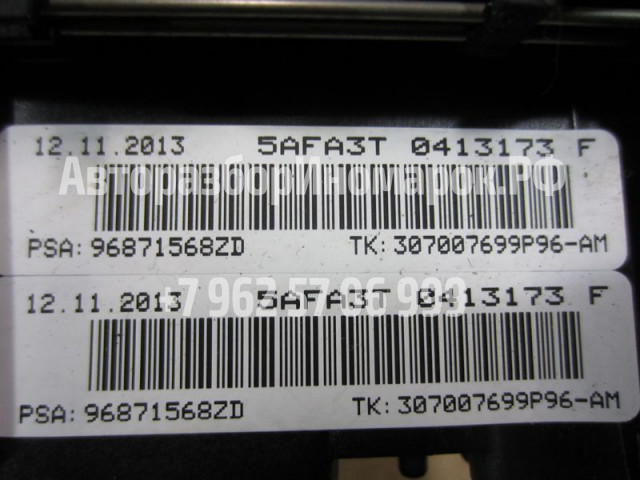 12.11.2013 5AFA3T 0413173 F
АвторазборИномарок.РФ
PSA: 96871568ZD TK: 307007699P96-AM
+7 963 57 96 999
12.11.2013 5AFA3T 0413173 F
PSA: 96871568ZD TK: 307007699P96-AM